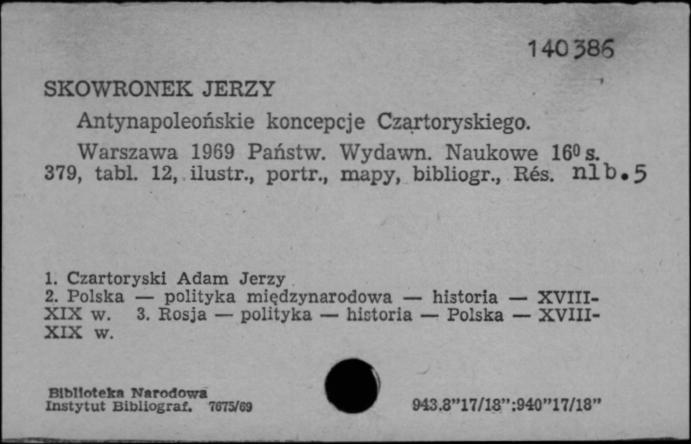 140386
SKOWRONEK JERZY
Antynapoleońskie koncepcje Czartoryskiego.
Warszawa 1969 Państw. Wydawn. Naukowe 16⁰ s.
379, tabl. 12, ilustr., portr., mapy, bibliogr., Rés. nlb.5
1. Czartoryski Adam Jerzy
2. Polska — polityka międzynarodowa — historia — XVIII-
XIX w. 3. Rosja — polityka — historia — Polska — XVIII-
XIX w.
Biblioteka Narodowa
Instytut Bibliograf. 7675/69
943.8”17/18”:940”17/18”